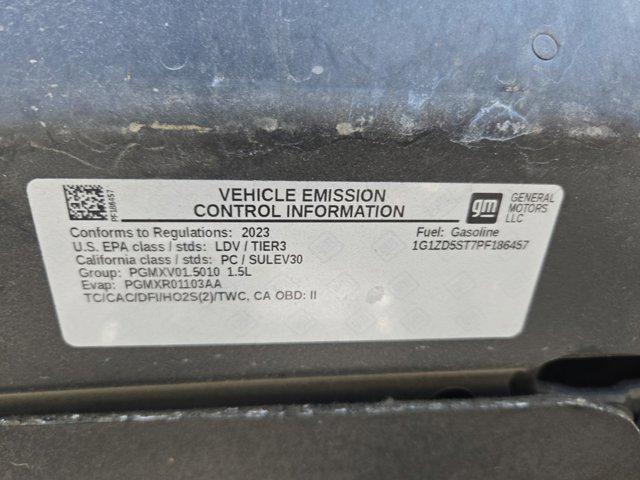 VEHICLE EMISSION
CONTROL INFORMATION
gm
GENERAL
MOTORS
LLC
PF186457
Conforms to Regulations: 2023
Fuel: Gasoline
U.S. EPA class / stds: LDV / TIER3
1G1ZD5ST7PF186457
California class / stds: PC / SULEV30
Group: PGMXV01.5010 1.5L
Evap: PGMXR01103AA
TC/CAC/DFI/HO2S(2)/TWC, CA OBD: II